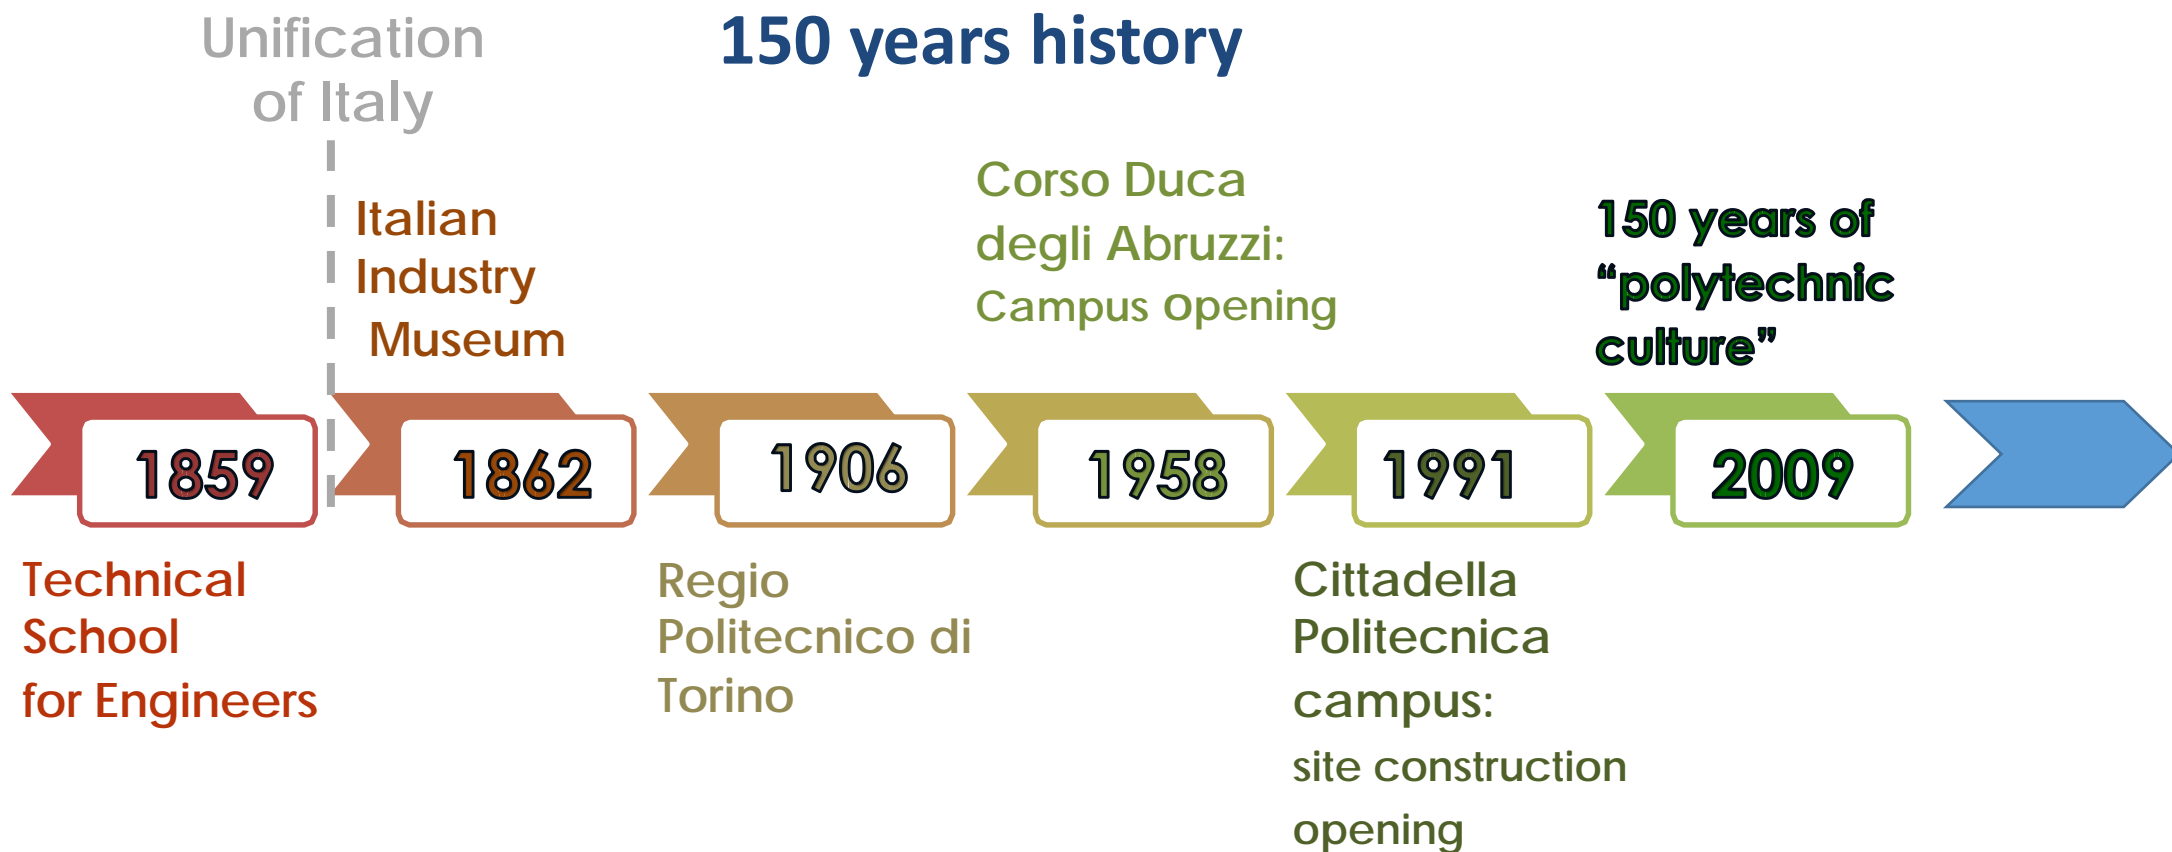 Unification
of Italy
150 years history
Italian
Industry
Museum
Corso Duca
degli Abruzzi:
Campus opening
150 years of
“polytechnic
culture”
1859
1862
1906
1958
1991
2009
Technical
School
for Engineers
Regio
Politecnico di
Torino
Cittadella
Politecnica
campus:
site construction
opening